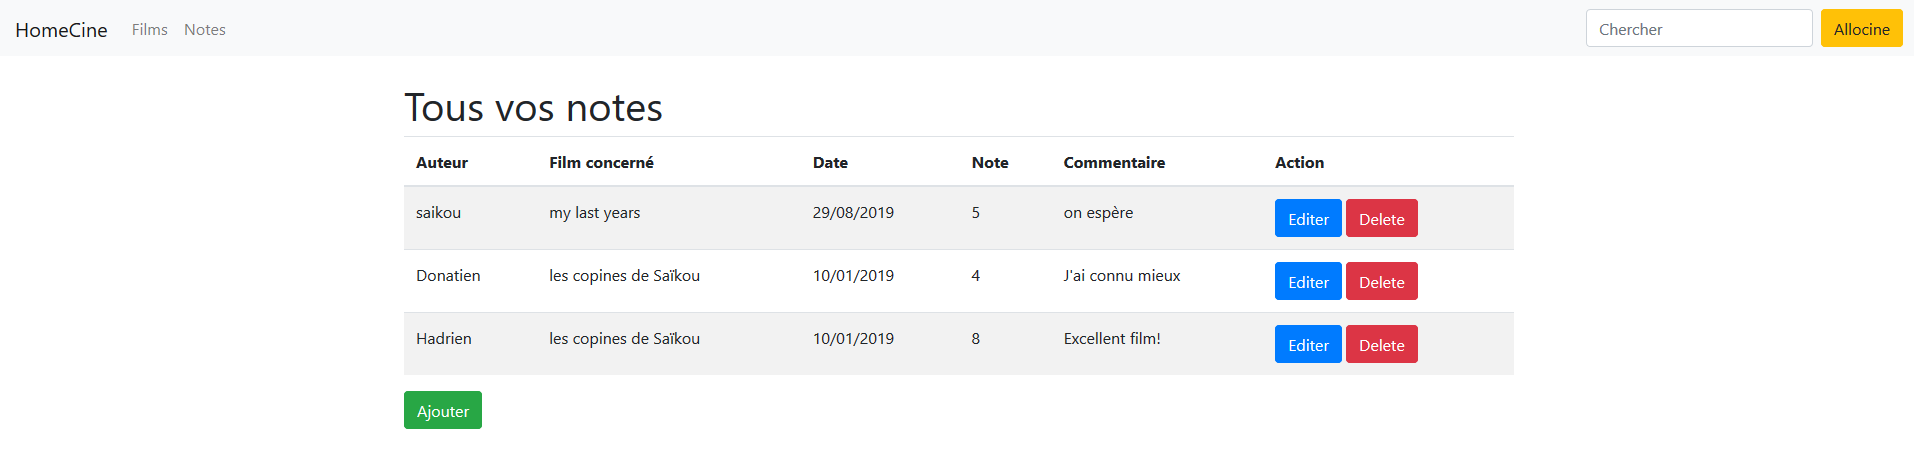 HomeCine Films Notes Chercher Allocine
Tous vos notes
Auteur Film concerné Date Note Commentaire Action
saikou my last years 29/08/2019 5 on espère Editer Delete
Donatien les copines de Saïkou 10/01/2019 4 J'ai connu mieux Editer Delete
Hadrien les copines de Saïkou 10/01/2019 8 Excellent film! Editer Delete
Ajouter